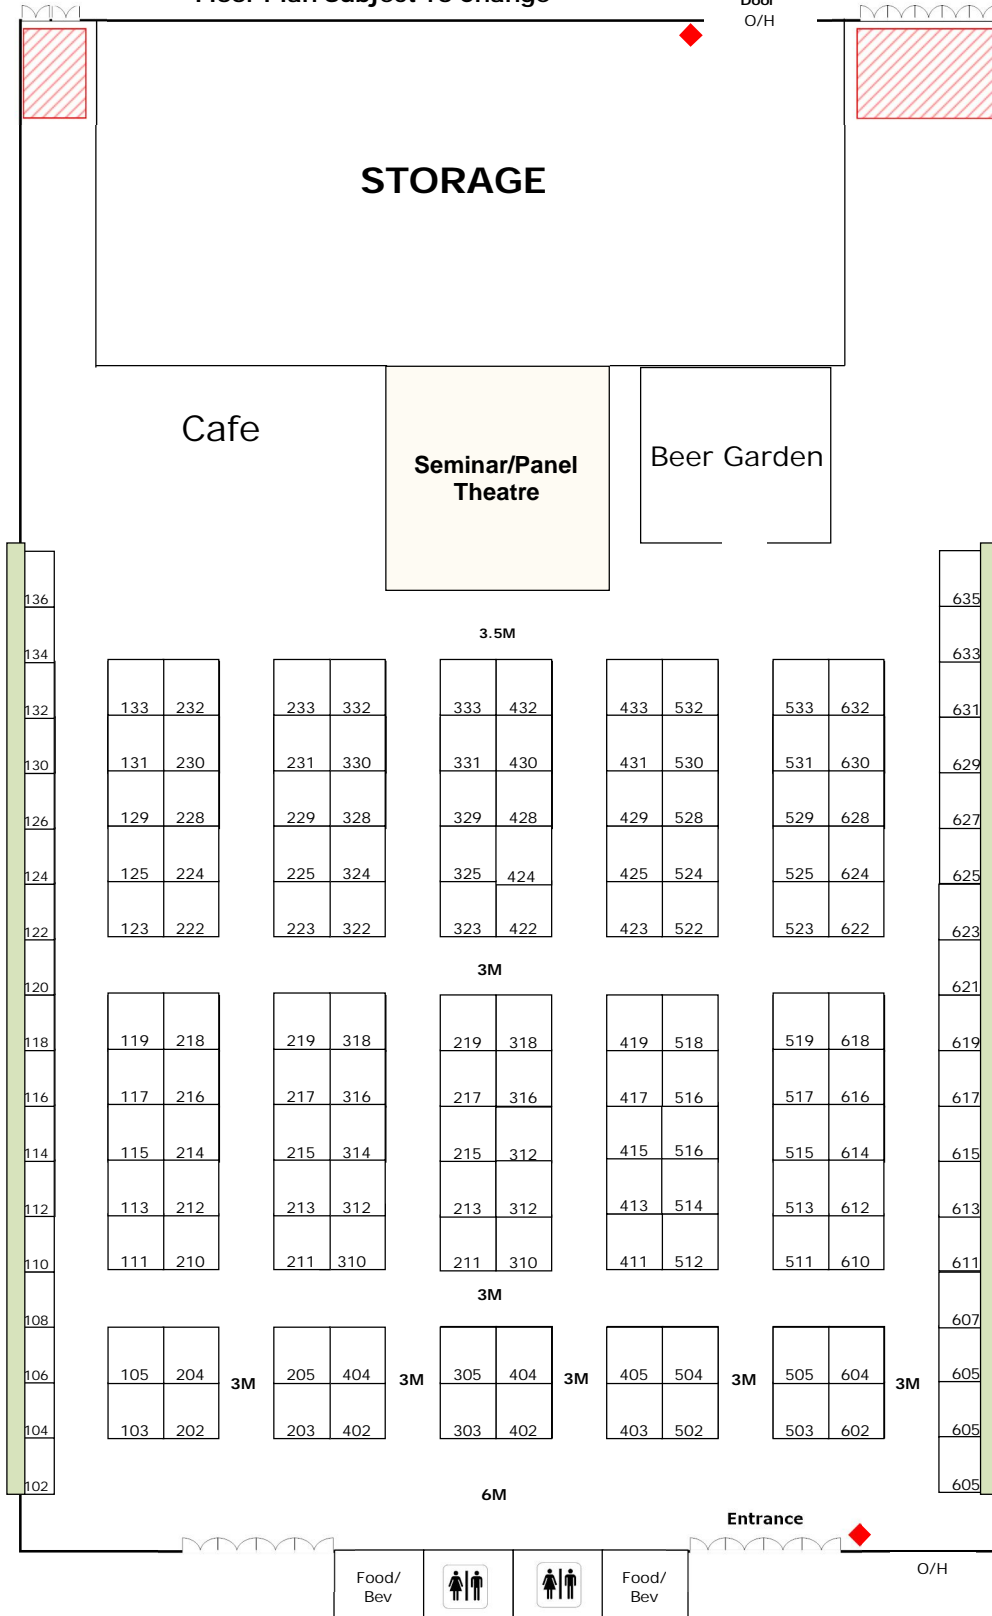 Floor Plan Subject To Change
Door
O/H
STORAGE
Cafe
Seminar/Panel
Theatre
Beer Garden
136 635
3.5M
134 633
133 232 233 332 333 432 433 532 533 632
132 631
131 230 231 330 331 430 431 530 531 630
130 629
129 228 229 328 329 428 429 528 529 628
126 627
125 224 225 324 325 424 425 524 525 624
124 625
123 222 223 322 323 422 423 522 523 622
122 623
3M
120 621
119 218 219 318 219 318 419 518 519 618
118 619
117 216 217 316 217 316 417 516 517 616
116 617
115 214 215 314 215 312 415 516 515 614
114 615
113 212 213 312 213 312 413 514 513 612
112 613
111 210 211 310 211 310 411 512 511 610
110 611
3M
108 607
105 204 3M 205 404 3M 305 404 3M 405 504 3M 505 604 3M
106 605
103 202 203 402 303 402 403 502 503 602
104 605
102 605
6M
Entrance
Food/
Bev
Food/
Bev
O/H